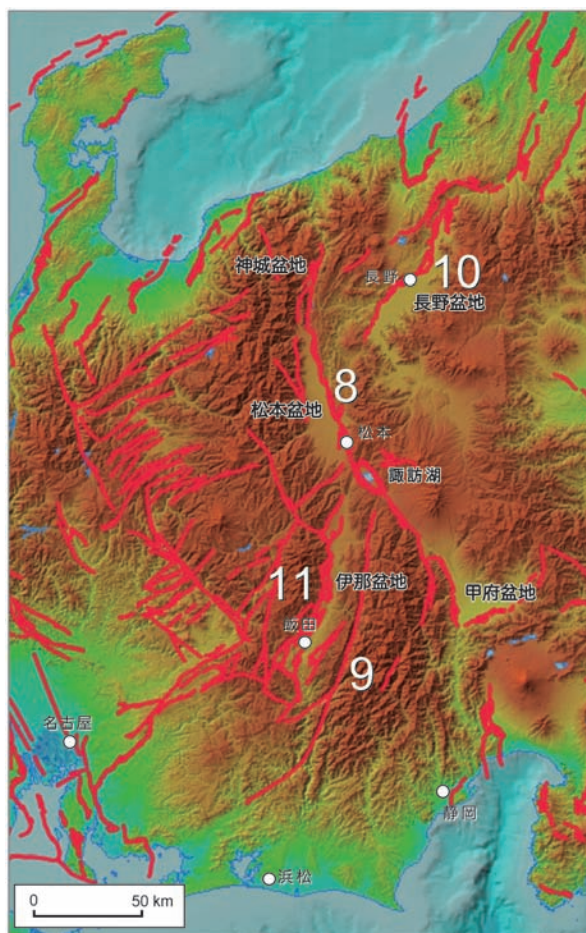 神城盆地
長野
10
長野盆地
8
松本盆地
松本
諏訪湖
11
伊那盆地
甲府盆地
飯田
9
名古屋
静岡
浜松
0
50 km